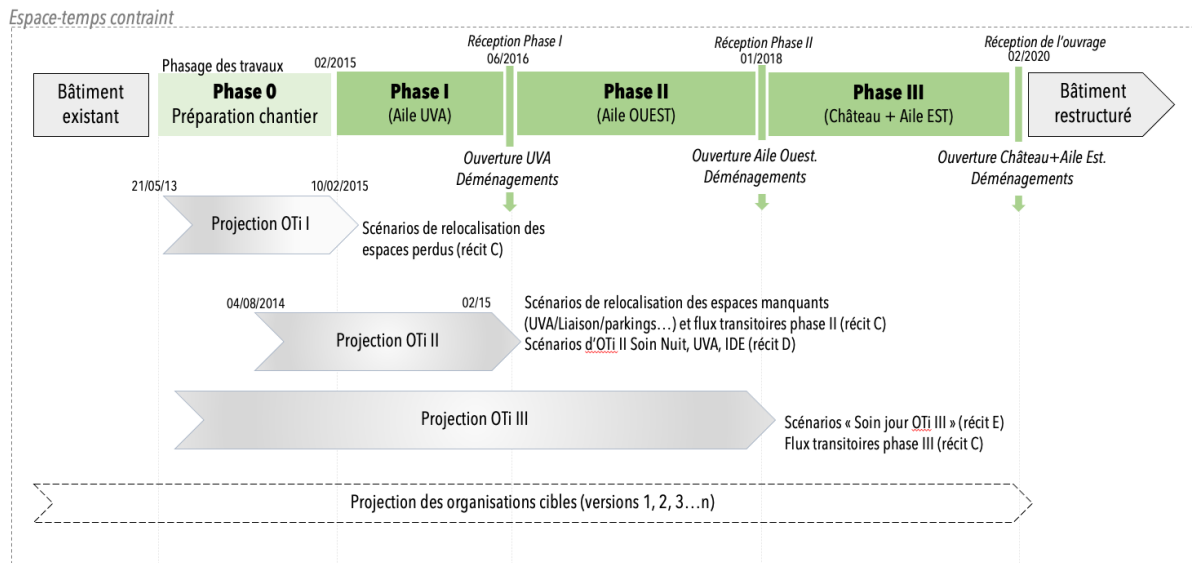 Espace-temps contraint
Réception Phase I
06/2016
Réception Phase II
01/2018
Réception de l'ouvrage
02/2020
Phasage des travaux
02/2015
Bâtiment
existant
Phase 0
Préparation chantier
Phase I
(Aile UVA)
Phase II
(Aile OUEST)
Phase III
(Château + Aile EST)
Bâtiment
restructuré
Ouverture UVA
Déménagements
Ouverture Aile Ouest.
Déménagements
Ouverture Château+Aile Est.
Déménagements
21/05/13
10/02/2015
Projection OTi I
Scénarios de relocalisation des
espaces perdus (récit C)
04/08/2014
02/15
Projection OTi II
Scénarios de relocalisation des espaces manquants
(UVA/Liaison/parkings…) et flux transitoires phase II (récit C)
Scénarios d'OTi II Soin Nuit, UVA, IDE (récit D)
Projection OTi III
Scénarios « Soin jour OTi III » (récit E)
Flux transitoires phase III (récit C)
Projection des organisations cibles (versions 1, 2, 3…n)